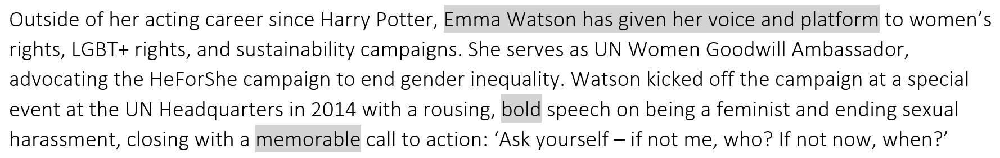 Outside of her acting career since Harry Potter, Emma Watson has given her voice and platform to women’s
rights, LGBT+ rights, and sustainability campaigns. She serves as UN Women Goodwill Ambassador,
advocating the HeForShe campaign to end gender inequality. Watson kicked off the campaign at a special
event at the UN Headquarters in 2014 with a rousing, bold speech on being a feminist and ending sexual
harassment, closing with a memorable call to action: ‘Ask yourself – if not me, who? If not now, when?’